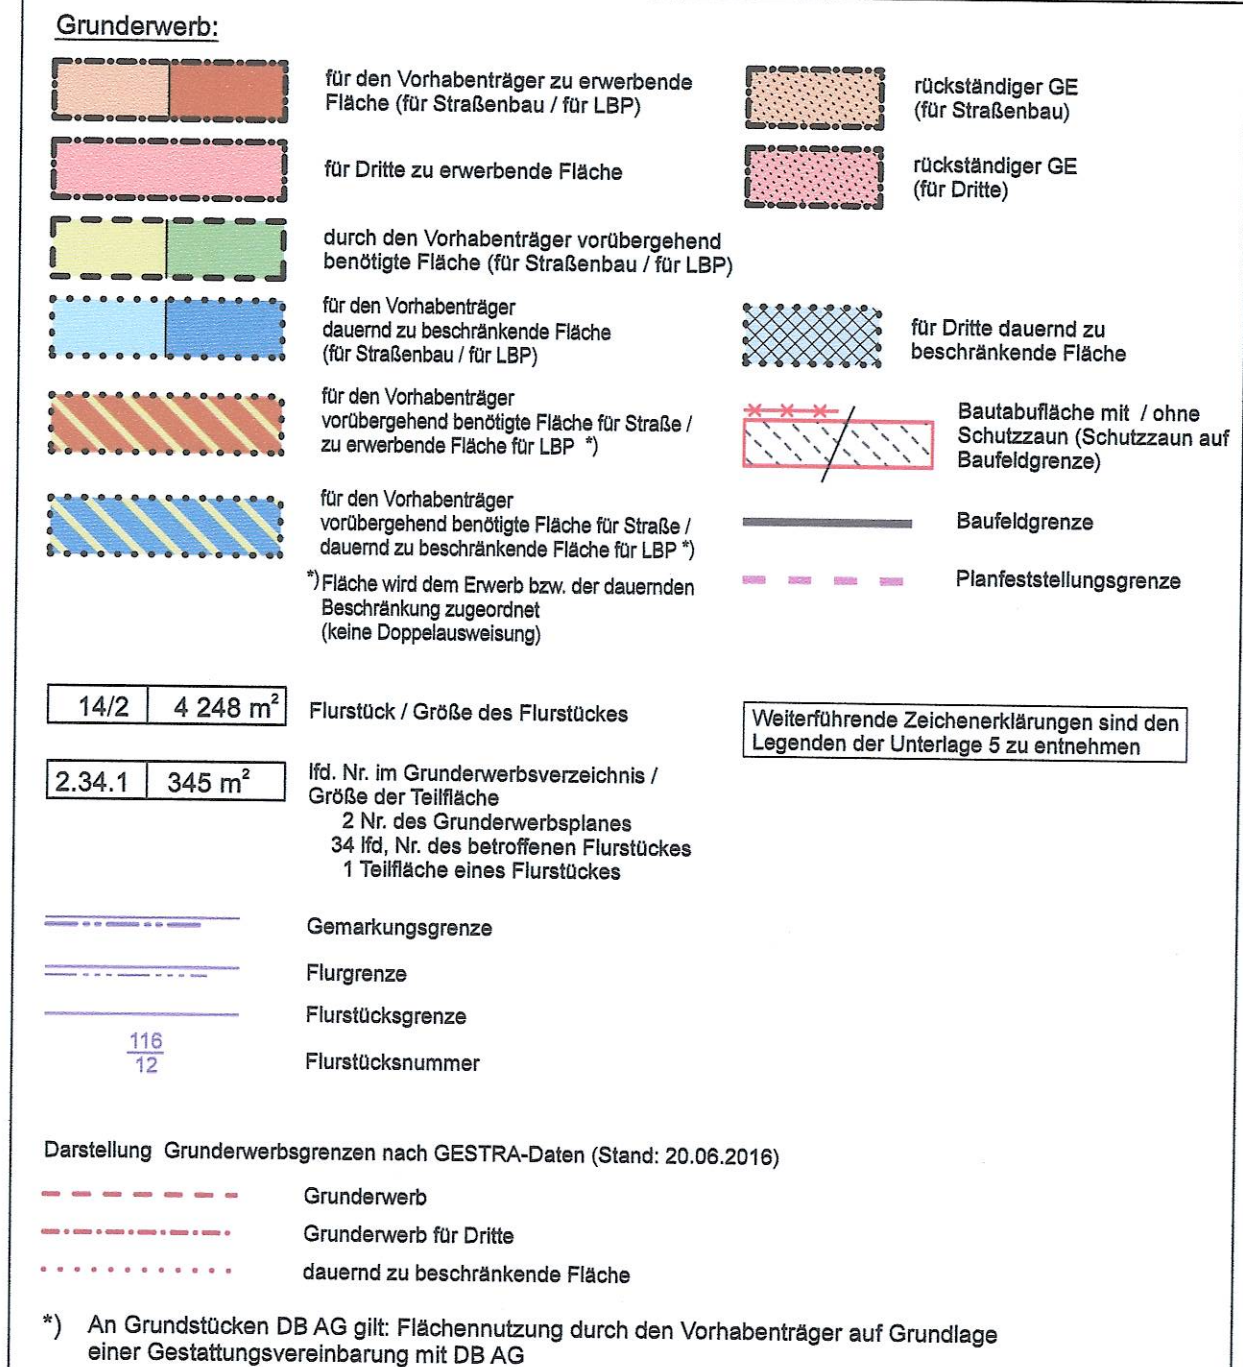 Grunderwerb:
für den Vorhabenträger zu erwerbende
Fläche (für Straßenbau / für LBP)
für Dritte zu erwerbende Fläche
durch den Vorhabenträger vorübergehend
benötigte Fläche (für Straßenbau / für LBP)
für den Vorhabenträger
dauernd zu beschränkende Fläche
(für Straßenbau / für LBP)
für den Vorhabenträger
vorübergehend benötigte Fläche für Straße /
zu erwerbende Fläche für LBP *)
für den Vorhabenträger
vorübergehend benötigte Fläche für Straße /
dauernd zu beschränkende Fläche für LBP *)
*) Fläche wird dem Erwerb bzw. der dauernden
Beschränkung zugeordnet
(keine Doppelausweisung)
rückständiger GE
(für Straßenbau)
rückständiger GE
(für Dritte)
für Dritte dauernd zu
beschränkende Fläche
Bautabufläche mit / ohne
Schutzzaun (Schutzzaun auf
Baufeldgrenze)
Baufeldgrenze
Planfeststellungsgrenze
14/2 4 248 m²
Flurstück / Größe des Flurstückes
Weiterführende Zeichenerklärungen sind den
Legenden der Unterlage 5 zu entnehmen
2.34.1 345 m²
lfd. Nr. im Grunderwerbsverzeichnis /
Größe der Teilfläche
2 Nr. des Grunderwerbsplanes
34 lfd, Nr. des betroffenen Flurstückes
1 Teilfläche eines Flurstückes
Gemarkungsgrenze
Flurgrenze
Flurstücksgrenze
116
12
Flurstücksnummer
Darstellung Grunderwerbsgrenzen nach GESTRA-Daten (Stand: 20.06.2016)
Grunderwerb
Grunderwerb für Dritte
dauernd zu beschränkende Fläche
*) An Grundstücken DB AG gilt: Flächennutzung durch den Vorhabenträger auf Grundlage
einer Gestattungsvereinbarung mit DB AG